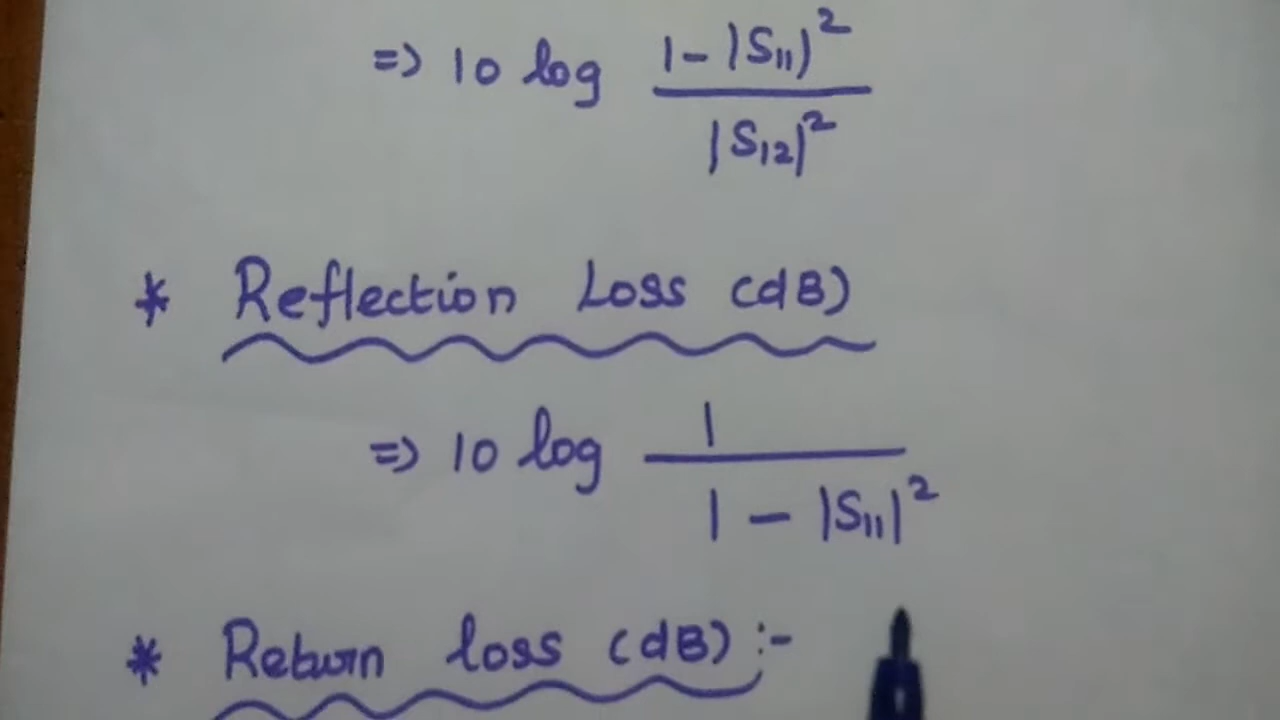 => 10 log (1-|S11|^2)/(|S12|^2)
* Reflection Loss (dB)
=> 10 log 1/(1 - |S11|^2)
* Return loss (dB) :-